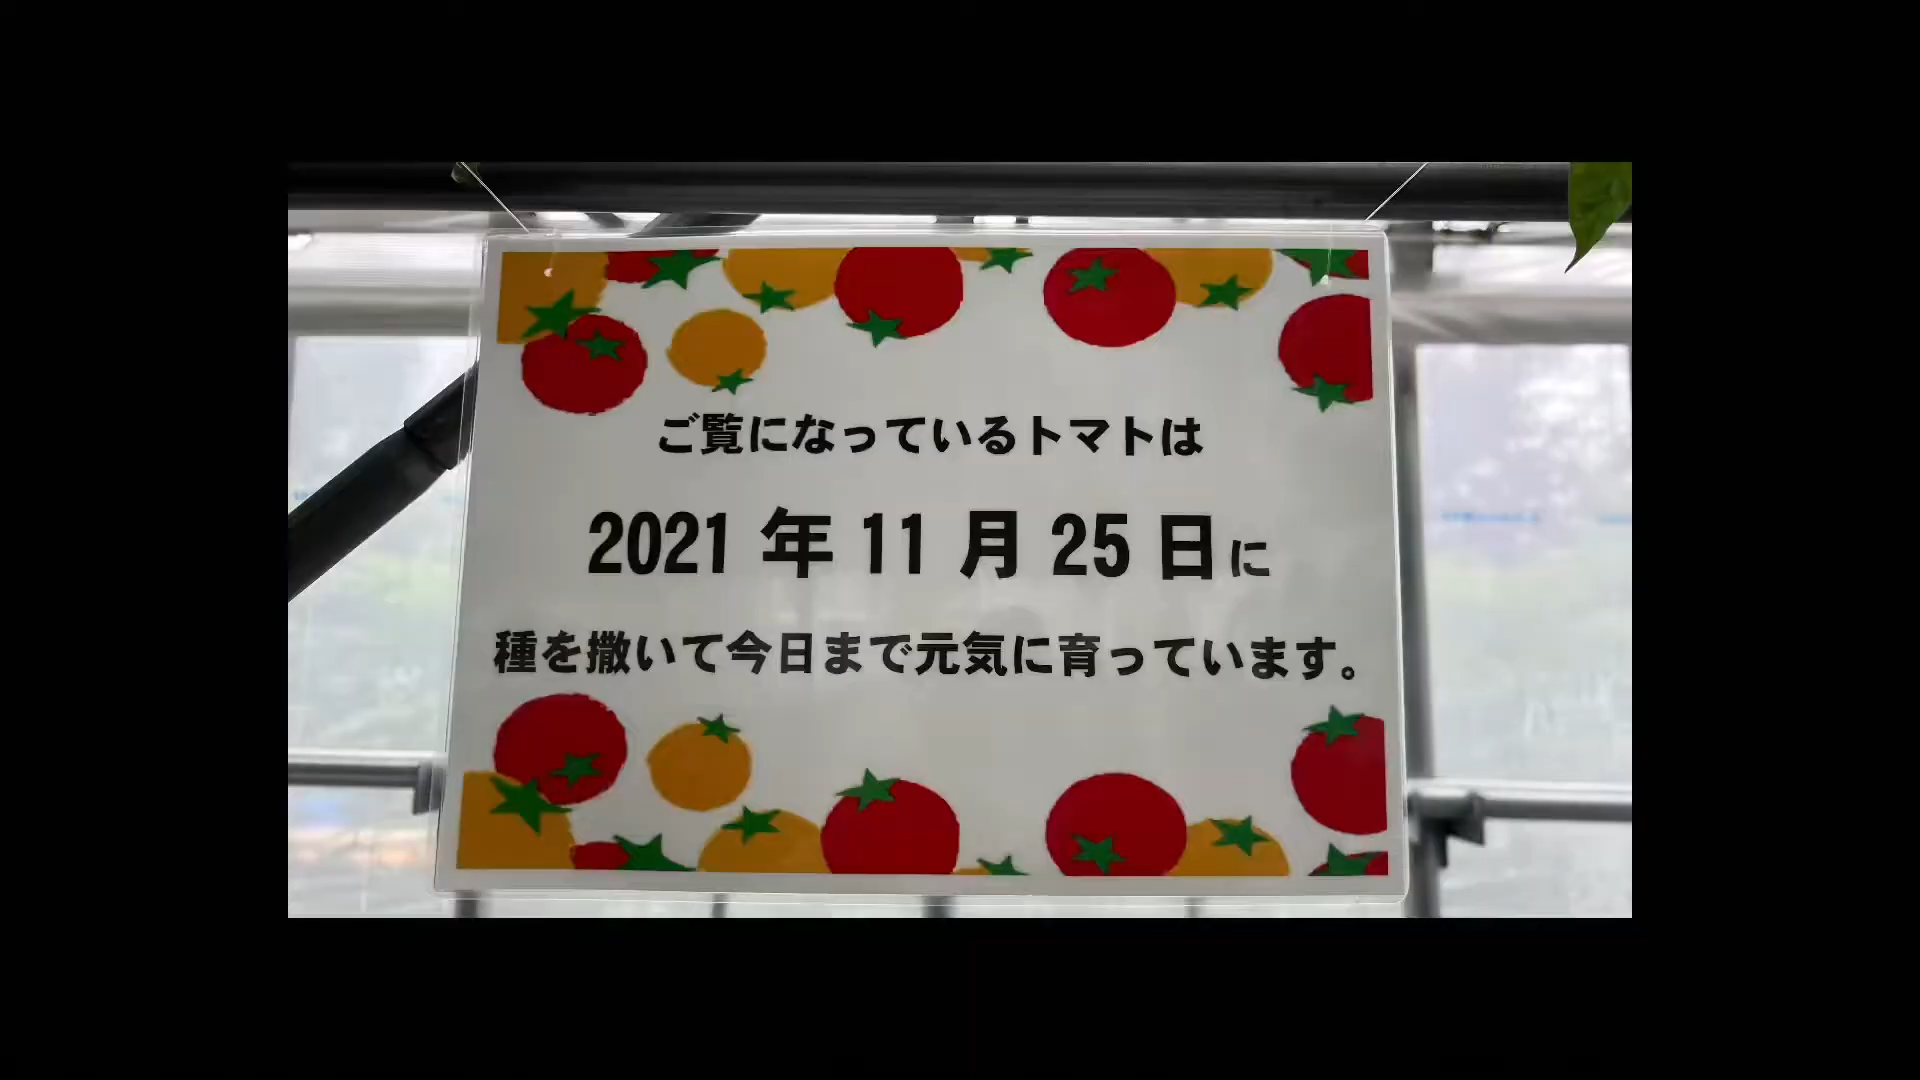 ご覧になっているトマトは
2021 年 11 月 25 日に
種を撒いて今日まで元気に育っています。